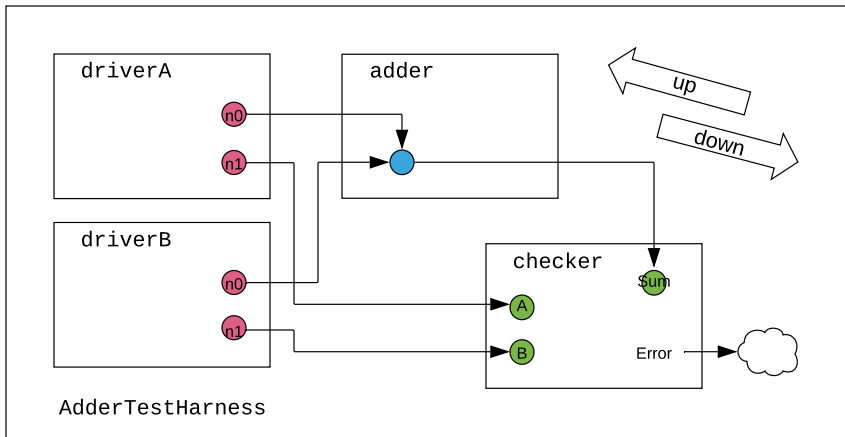 driverA
n0
n1
adder
up
down
driverB
n0
n1
checker
Sum
A
B
Error
AdderTestHarness